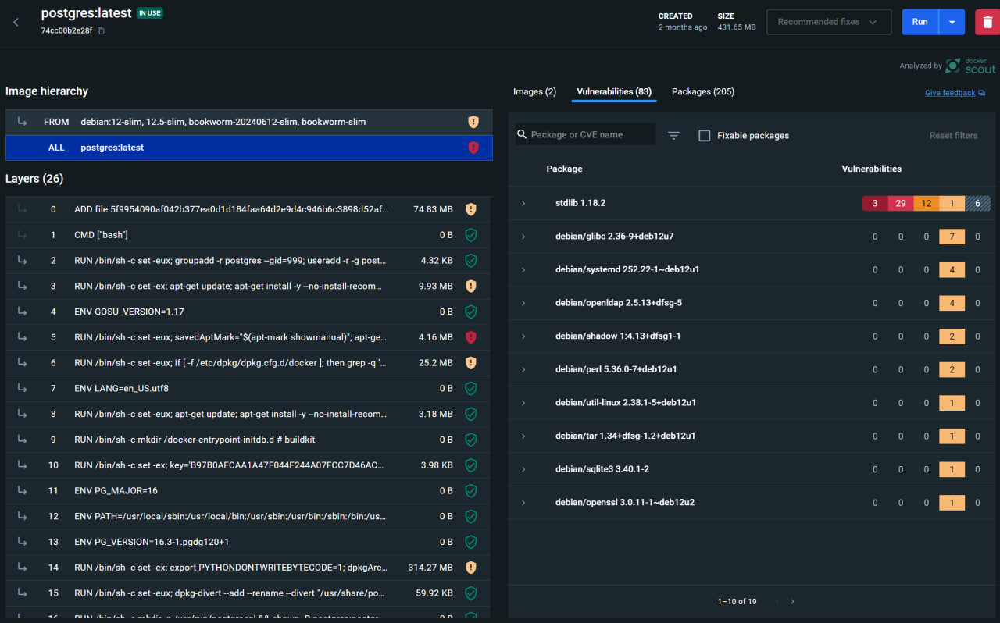 postgres:latest IN USE
74cc00b2e28f
CREATED
2 months ago
SIZE
431.65 MB
Recommended fixes
Run
Analyzed by docker scout
Image hierarchy
FROM debian:12-slim, 12.5-slim, bookworm-20240612-slim, bookworm-slim
ALL postgres:latest
Layers (26)
0 ADD file:5f9954090af042b377ea0d1d184faa64d2e9d4c946b6c3898d52af… 74.83 MB
1 CMD ["bash"] 0 B
2 RUN /bin/sh -c set -eux; groupadd -r postgres --gid=999; useradd -r -g post… 4.32 KB
3 RUN /bin/sh -c set -ex; apt-get update; apt-get install -y --no-install-recom… 9.93 MB
4 ENV GOSU_VERSION=1.17 0 B
5 RUN /bin/sh -c set -eux; savedAptMark="$(apt-mark showmanual)"; apt-ge… 4.16 MB
6 RUN /bin/sh -c set -eux; if [ -f /etc/dpkg/dpkg.cfg.d/docker ]; then grep -q '… 25.2 MB
7 ENV LANG=en_US.utf8 0 B
8 RUN /bin/sh -c set -eux; apt-get update; apt-get install -y --no-install-recom… 3.18 MB
9 RUN /bin/sh -c mkdir /docker-entrypoint-initdb.d # buildkit 0 B
10 RUN /bin/sh -c set -ex; key='B97B0AFCAA1A47F044F244A07FCC7D46AC… 3.98 KB
11 ENV PG_MAJOR=16 0 B
12 ENV PATH=/usr/local/sbin:/usr/local/bin:/usr/sbin:/usr/bin:/sbin:/bin:/us… 0 B
13 ENV PG_VERSION=16.3-1.pgdg120+1 0 B
14 RUN /bin/sh -c set -ex; export PYTHONDONTWRITEBYTECODE=1; dpkgArc… 314.27 MB
15 RUN /bin/sh -c set -eux; dpkg-divert --add --rename --divert "/usr/share/po… 59.92 KB
16 RUN /bin/sh -c mkdir -p /var/run/postgresql && chown -R postgres:postgr… 0 B
Images (2) Vulnerabilities (83) Packages (205) Give feedback
Package or CVE name Fixable packages Reset filters
Package Vulnerabilities
stdlib 1.18.2 3 29 12 1 6
debian/glibc 2.36-9+deb12u7 0 0 0 7 0
debian/systemd 252.22-1~deb12u1 0 0 0 4 0
debian/openldap 2.5.13+dfsg-5 0 0 0 4 0
debian/shadow 1:4.13+dfsg1-1 0 0 0 2 0
debian/perl 5.36.0-7+deb12u1 0 0 0 2 0
debian/util-linux 2.38.1-5+deb12u1 0 0 0 1 0
debian/tar 1.34+dfsg-1.2+deb12u1 0 0 0 1 0
debian/sqlite3 3.40.1-2 0 0 0 1 0
debian/openssl 3.0.11-1~deb12u2 0 0 0 1 0
1–10 of 19